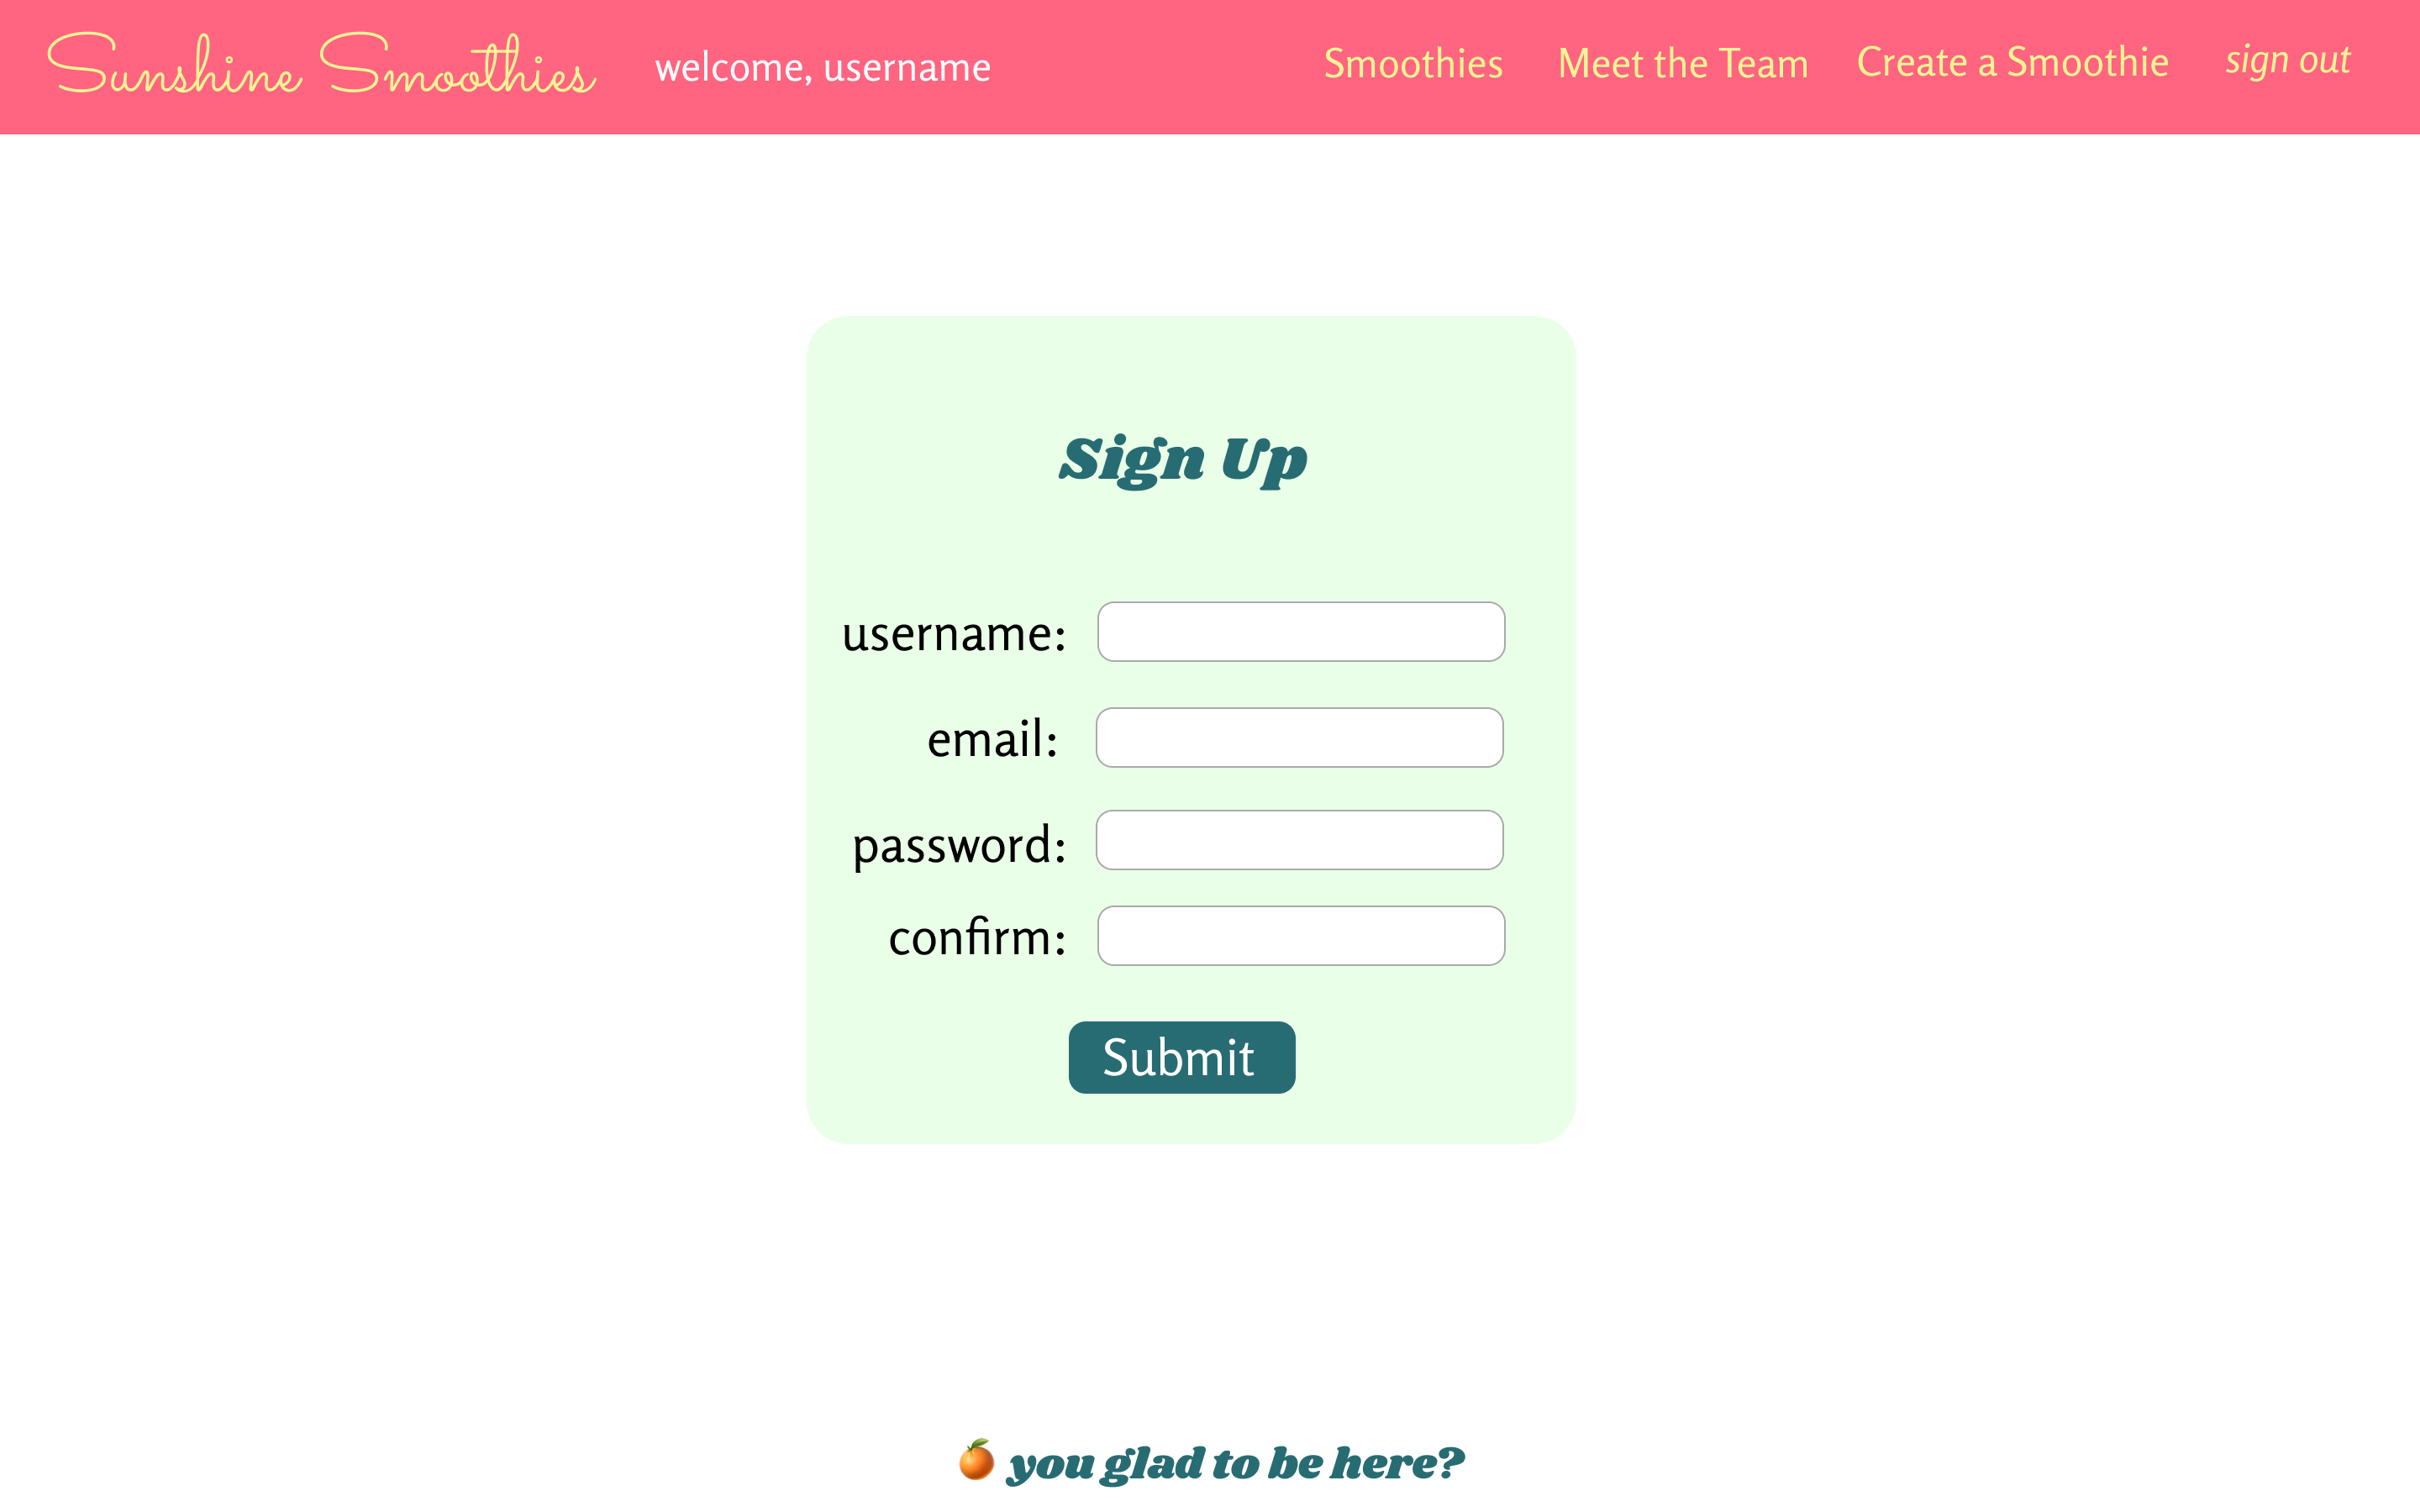 Sunshine Smoothies welcome, username Smoothies Meet the Team Create a Smoothie sign out
Sign Up
username:
email:
password:
confirm:
Submit
🍊 you glad to be here?